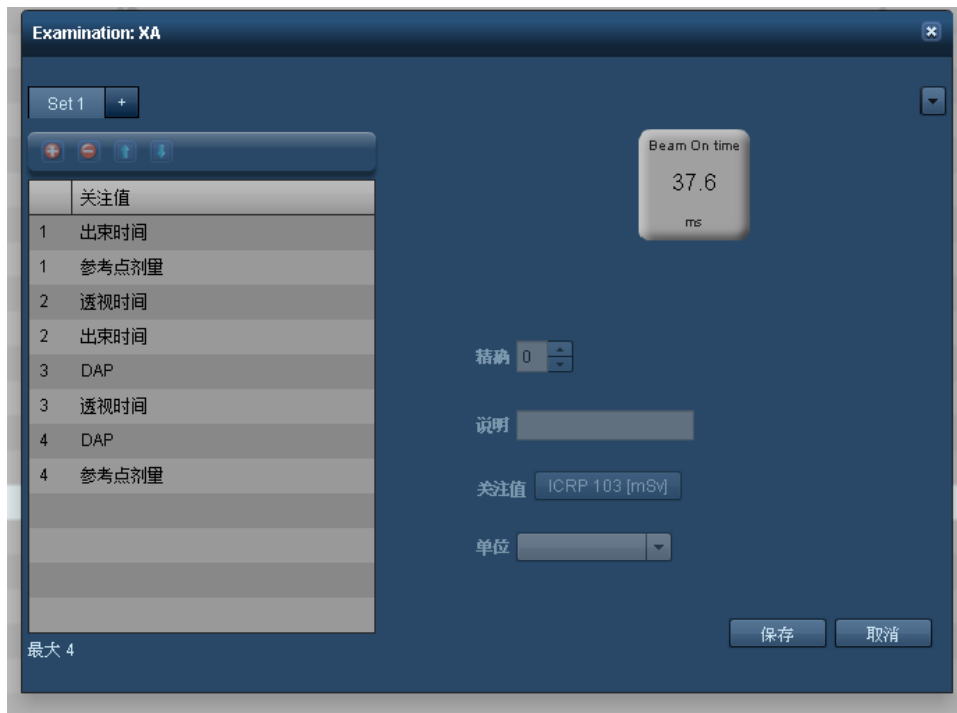 Examination: XA
Set 1 +
关注值
1 出束时间
1 参考点剂量
2 透视时间
2 出束时间
3 DAP
3 透视时间
4 DAP
4 参考点剂量
最大 4
Beam On time
37.6
ms
精确 0
说明
关注值 ICRP 103 [mSv]
单位
保存 取消